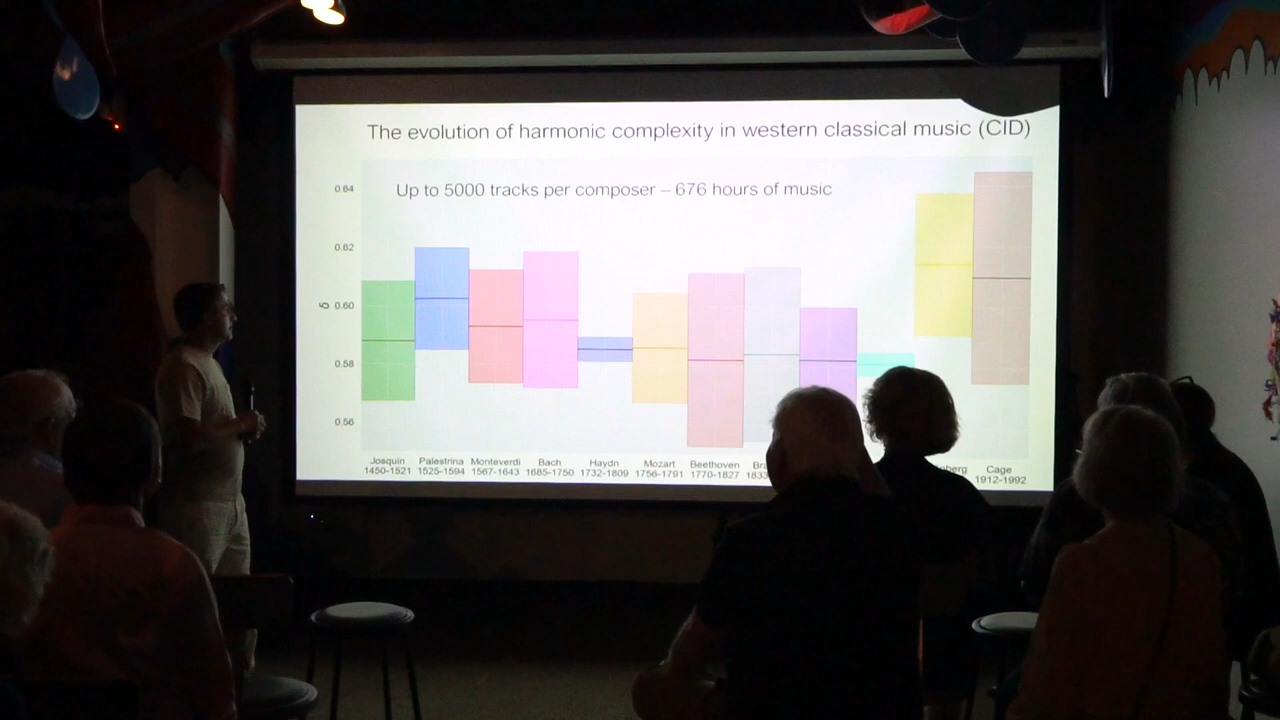 The evolution of harmonic complexity in western classical music (CID)
Up to 5000 tracks per composer – 676 hours of music
0.64
0.62
δ 0.60
0.58
0.56
Josquin Palestrina Monteverdi Bach Haydn Mozart Beethoven Cage
1450-1521 1525-1594 1567-1643 1685-1750 1732-1809 1756-1791 1770-1827 1912-1992